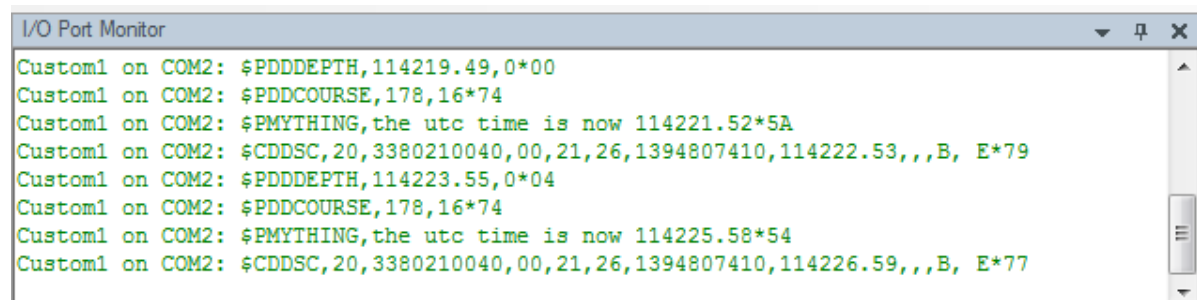 I/O Port Monitor
Custom1 on COM2: $PDDDEPTH,114219.49,0*00
Custom1 on COM2: $PDDCOURSE,178,16*74
Custom1 on COM2: $PMYTHING,the utc time is now 114221.52*5A
Custom1 on COM2: $CDDSC,20,3380210040,00,21,26,1394807410,114222.53,,,B, E*79
Custom1 on COM2: $PDDDEPTH,114223.55,0*04
Custom1 on COM2: $PDDCOURSE,178,16*74
Custom1 on COM2: $PMYTHING,the utc time is now 114225.58*54
Custom1 on COM2: $CDDSC,20,3380210040,00,21,26,1394807410,114226.59,,,B, E*77